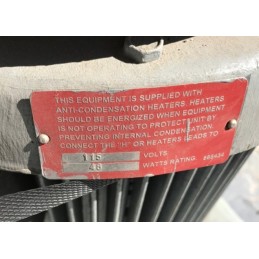 THIS EQUIPMENT IS SUPPLIED WITH
ANTI-CONDENSATION HEATERS. HEATERS
SHOULD BE ENERGIZED WHEN EQUIPMENT
IS NOT OPERATING TO PROTECT UNIT BY
PREVENTING INTERNAL CONDENSATION.
CONNECT THE "H" OR HEATERS LEADS TO
115 VOLTS
WATTS RATING